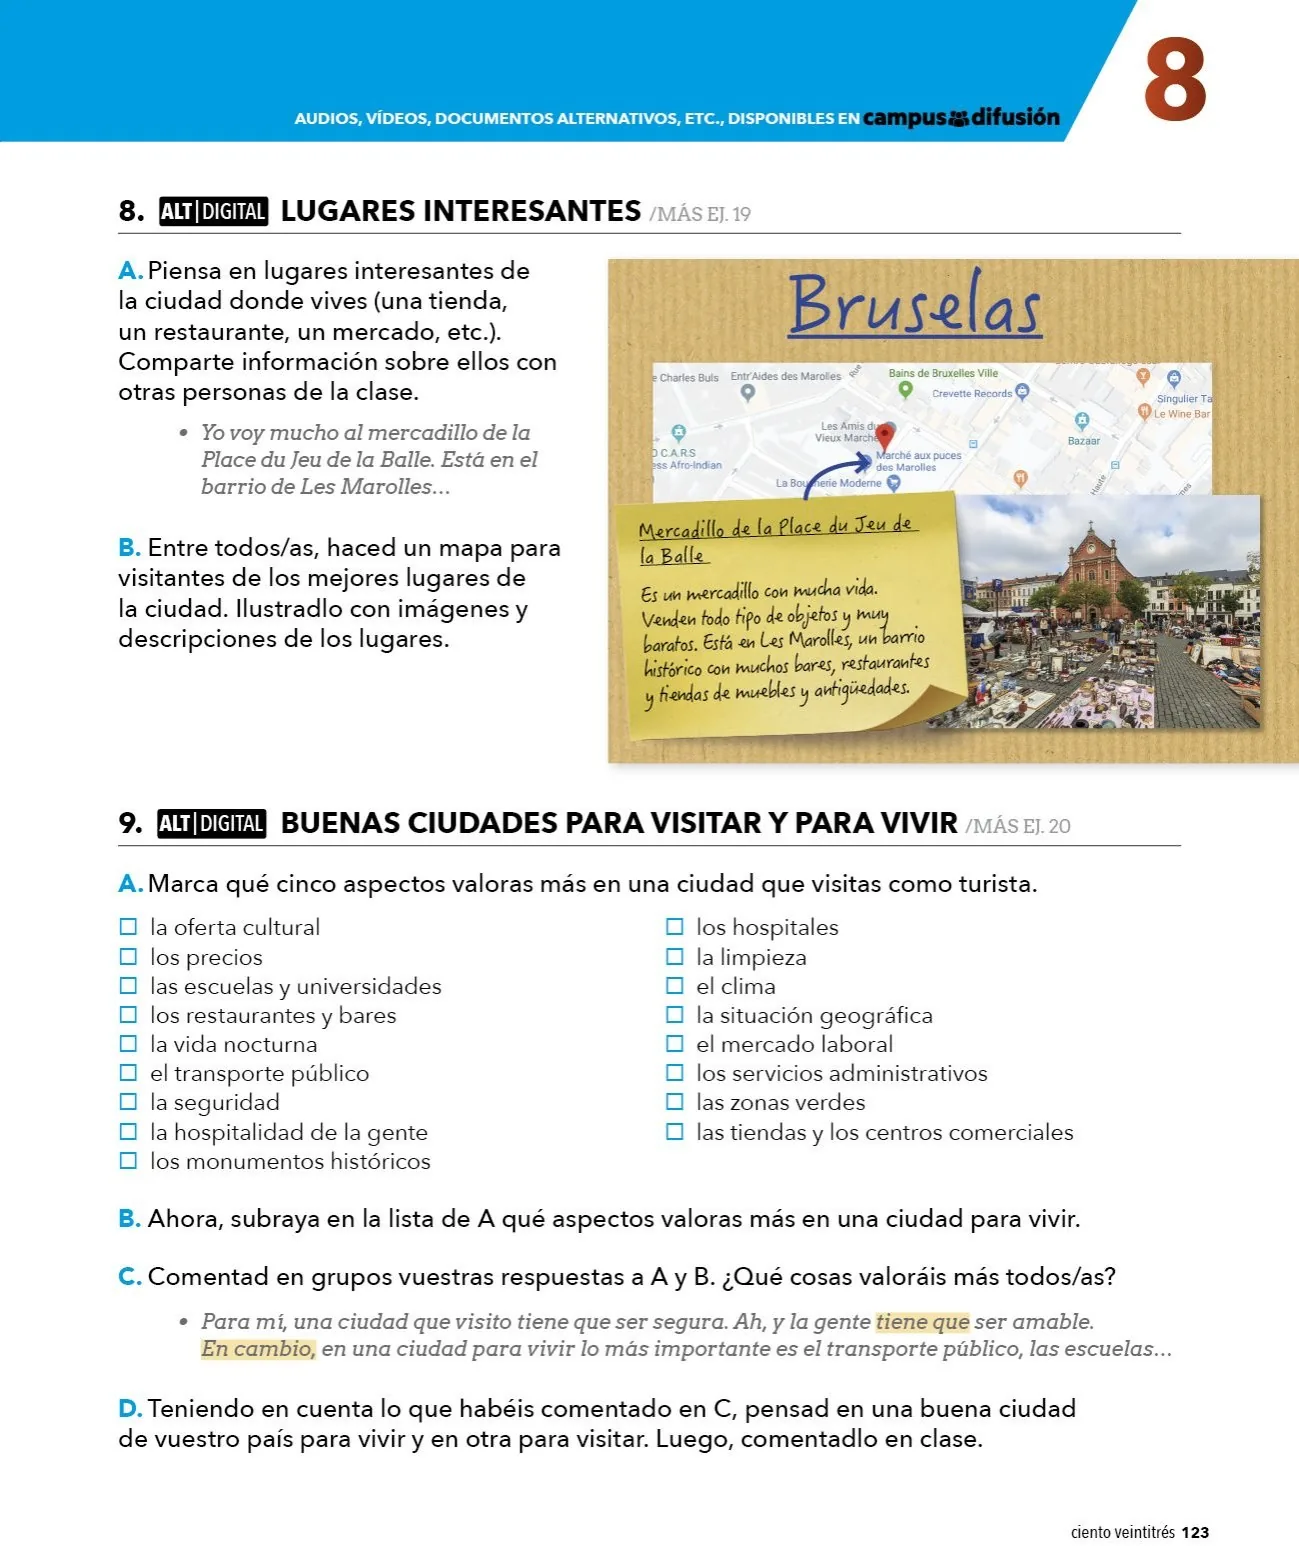 8
AUDIOS, VÍDEOS, DOCUMENTOS ALTERNATIVOS, ETC., DISPONIBLES EN campus difusión
8. ALT|DIGITAL LUGARES INTERESANTES /MÁS EJ. 19
A. Piensa en lugares interesantes de
la ciudad donde vives (una tienda,
un restaurante, un mercado, etc.).
Comparte información sobre ellos con
otras personas de la clase.
• Yo voy mucho al mercadillo de la
Place du Jeu de la Balle. Está en el
barrio de Les Marolles...
B. Entre todos/as, haced un mapa para
visitantes de los mejores lugares de
la ciudad. Ilustradlo con imágenes y
descripciones de los lugares.
Bruselas
e Charles Buls
Entr'Aides des Marolles
Rue
Bains de Bruxelles Ville
Crevette Records
Singulier Ta
Le Wine Bar
Les Amis du
Vieux Marché
Bazaar
O C.A.R.S
ess Afro-Indian
Marché aux puces
des Marolles
La Boucherie Moderne
Haute
Mercadillo de la Place du Jeu de
la Balle
Es un mercadillo con mucha vida.
Venden todo tipo de objetos y muy
baratos. Está en Les Marolles, un barrio
histórico con muchos bares, restaurantes
y tiendas de muebles y antigüedades.
9. ALT|DIGITAL BUENAS CIUDADES PARA VISITAR Y PARA VIVIR /MÁS EJ. 20
A. Marca qué cinco aspectos valoras más en una ciudad que visitas como turista.
la oferta cultural
los precios
las escuelas y universidades
los restaurantes y bares
la vida nocturna
el transporte público
la seguridad
la hospitalidad de la gente
los monumentos históricos
los hospitales
la limpieza
el clima
la situación geográfica
el mercado laboral
los servicios administrativos
las zonas verdes
las tiendas y los centros comerciales
B. Ahora, subraya en la lista de A qué aspectos valoras más en una ciudad para vivir.
C. Comentad en grupos vuestras respuestas a A y B. ¿Qué cosas valoráis más todos/as?
• Para mí, una ciudad que visito tiene que ser segura. Ah, y la gente tiene que ser amable.
En cambio, en una ciudad para vivir lo más importante es el transporte público, las escuelas...
D. Teniendo en cuenta lo que habéis comentado en C, pensad en una buena ciudad
de vuestro país para vivir y en otra para visitar. Luego, comentadlo en clase.
ciento veintitrés 123